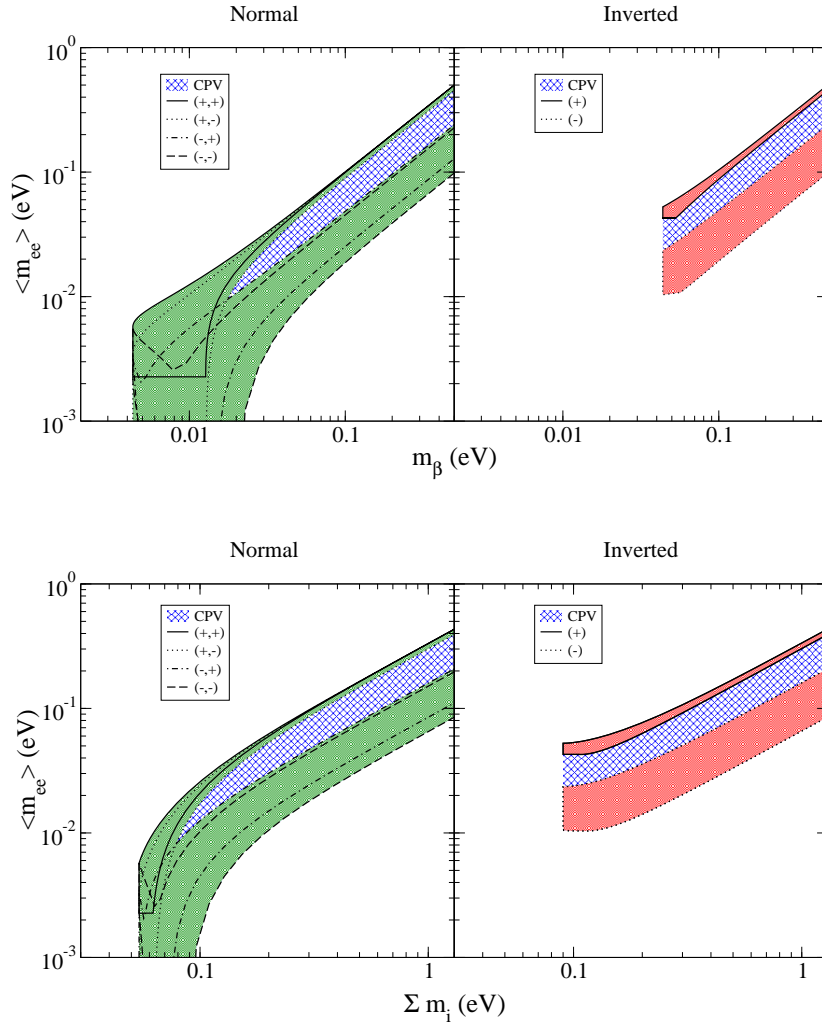 Normal
Inverted
10^0
10^-1
10^-2
10^-3
<m_ee> (eV)
CPV
(+,+)
(+,-)
(-,+)
(-,-)
CPV
(+)
(-)
0.01
0.1
0.01
0.1
m_β (eV)
Normal
Inverted
10^0
10^-1
10^-2
10^-3
<m_ee> (eV)
CPV
(+,+)
(+,-)
(-,+)
(-,-)
CPV
(+)
(-)
0.1
1
0.1
1
Σ m_i (eV)